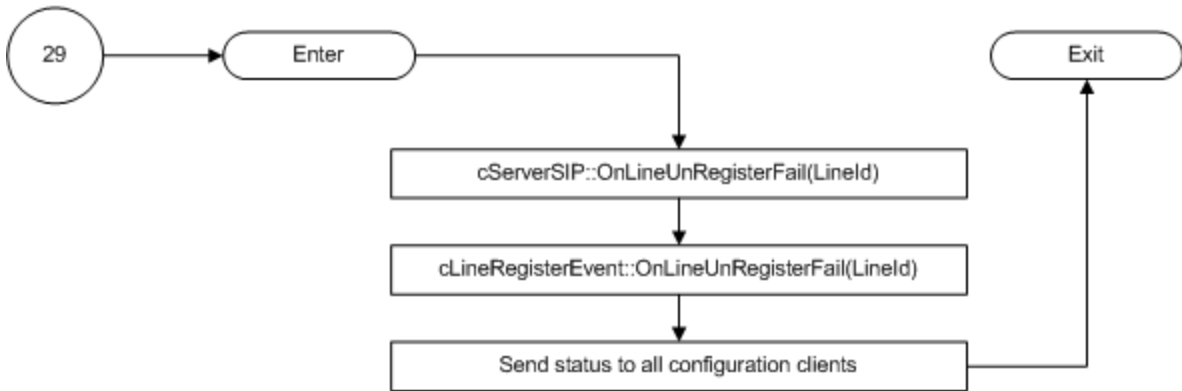 29
Enter
Exit
cServerSIP::OnLineUnRegisterFail(LineId)
cLineRegisterEvent::OnLineUnRegisterFail(LineId)
Send status to all configuration clients